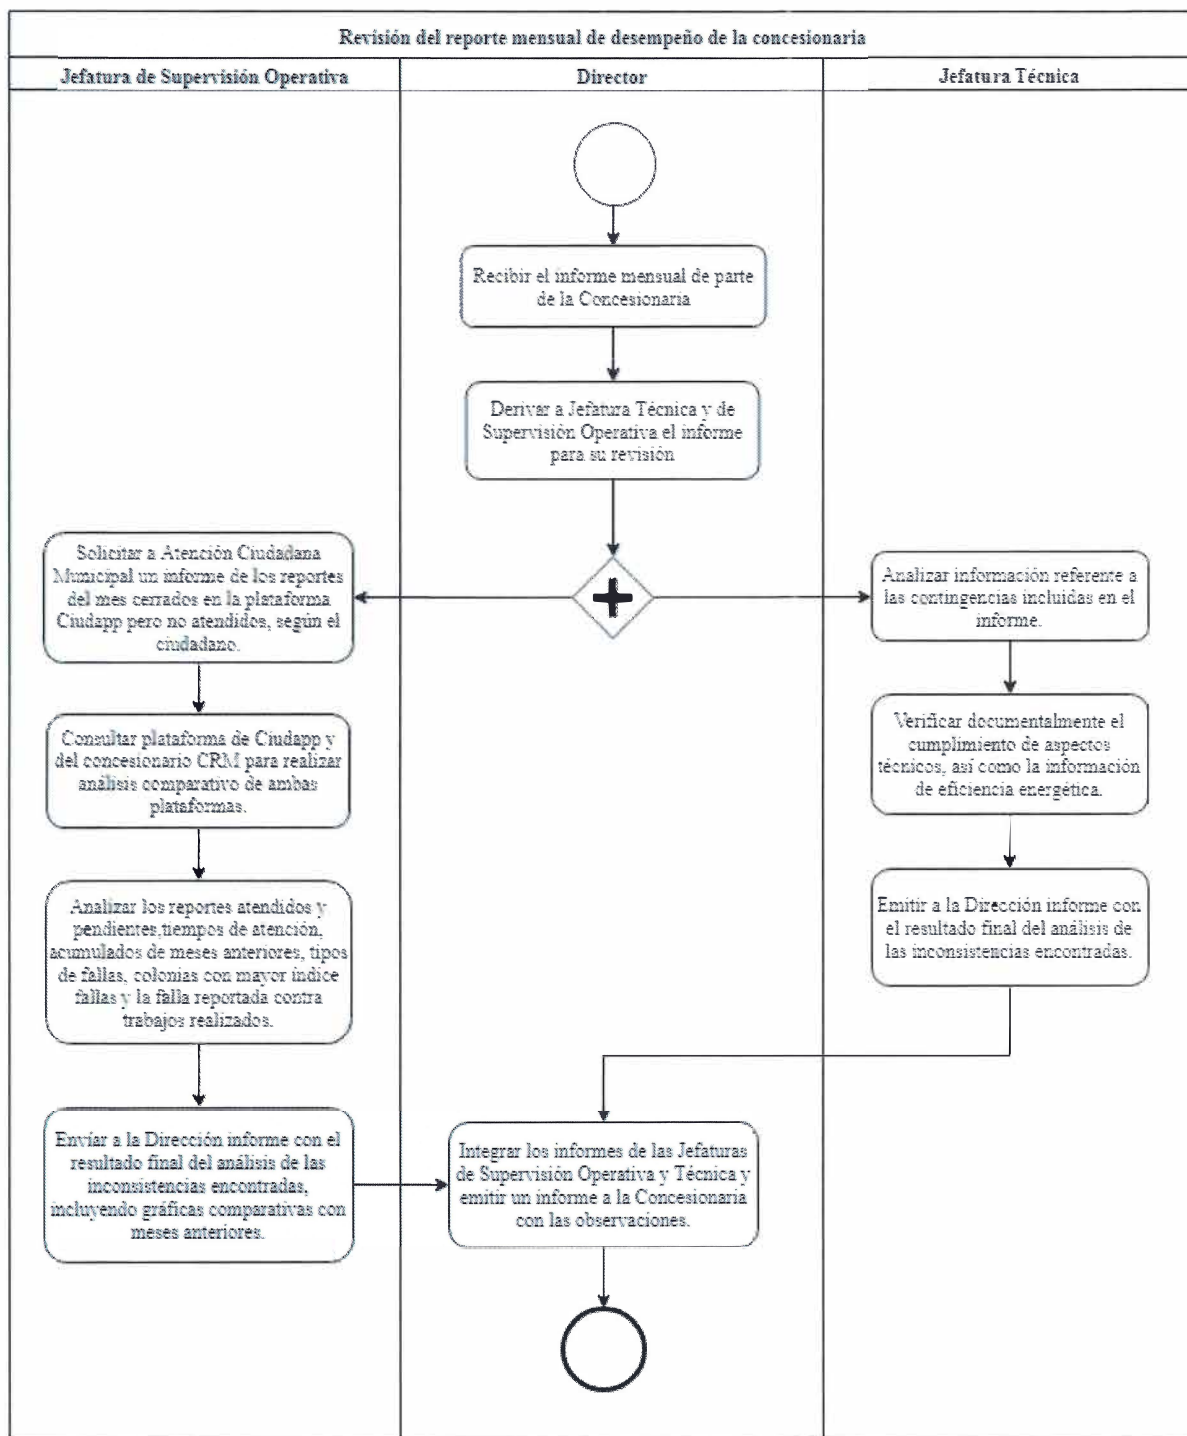 Revisión del reporte mensual de desempeño de la concesionaria
Jefatura de Supervisión Operativa
Director
Jefatura Técnica
Recibir el informe mensual de parte
de la Concesionaria
Derivar a Jefatura Técnica y de
Supervisión Operativa el informe
para su revisión
Solicitar a Atención Ciudadana
Municipal un informe de los reportes
del mes cerrados en la plataforma
Ciudapp pero no atendidos, según el
ciudadano.
Consultar plataforma de Ciudapp y
del concesionario CRM para realizar
análisis comparativo de ambas
plataformas.
Analizar los reportes atendidos y
pendientes,tiempos de atención,
acumulados de meses anteriores, tipos
de fallas, colonias con mayor índice
fallas y la falla reportada contra
trabajos realizados.
Envíar a la Dirección informe con el
resultado final del análisis de las
inconsistencias encontradas,
incluyendo gráficas comparativas con
meses anteriores.
Analizar información referente a
las contingencias incluidas en el
informe.
Verificar documentalmente el
cumplimiento de aspectos
técnicos, así como la información
de eficiencia energética.
Emitir a la Dirección informe con
el resultado final del análisis de
las inconsistencias encontradas.
Integrar los informes de las Jefaturas
de Supervisión Operativa y Técnica y
emitir un informe a la Concesionaria
con las observaciones.